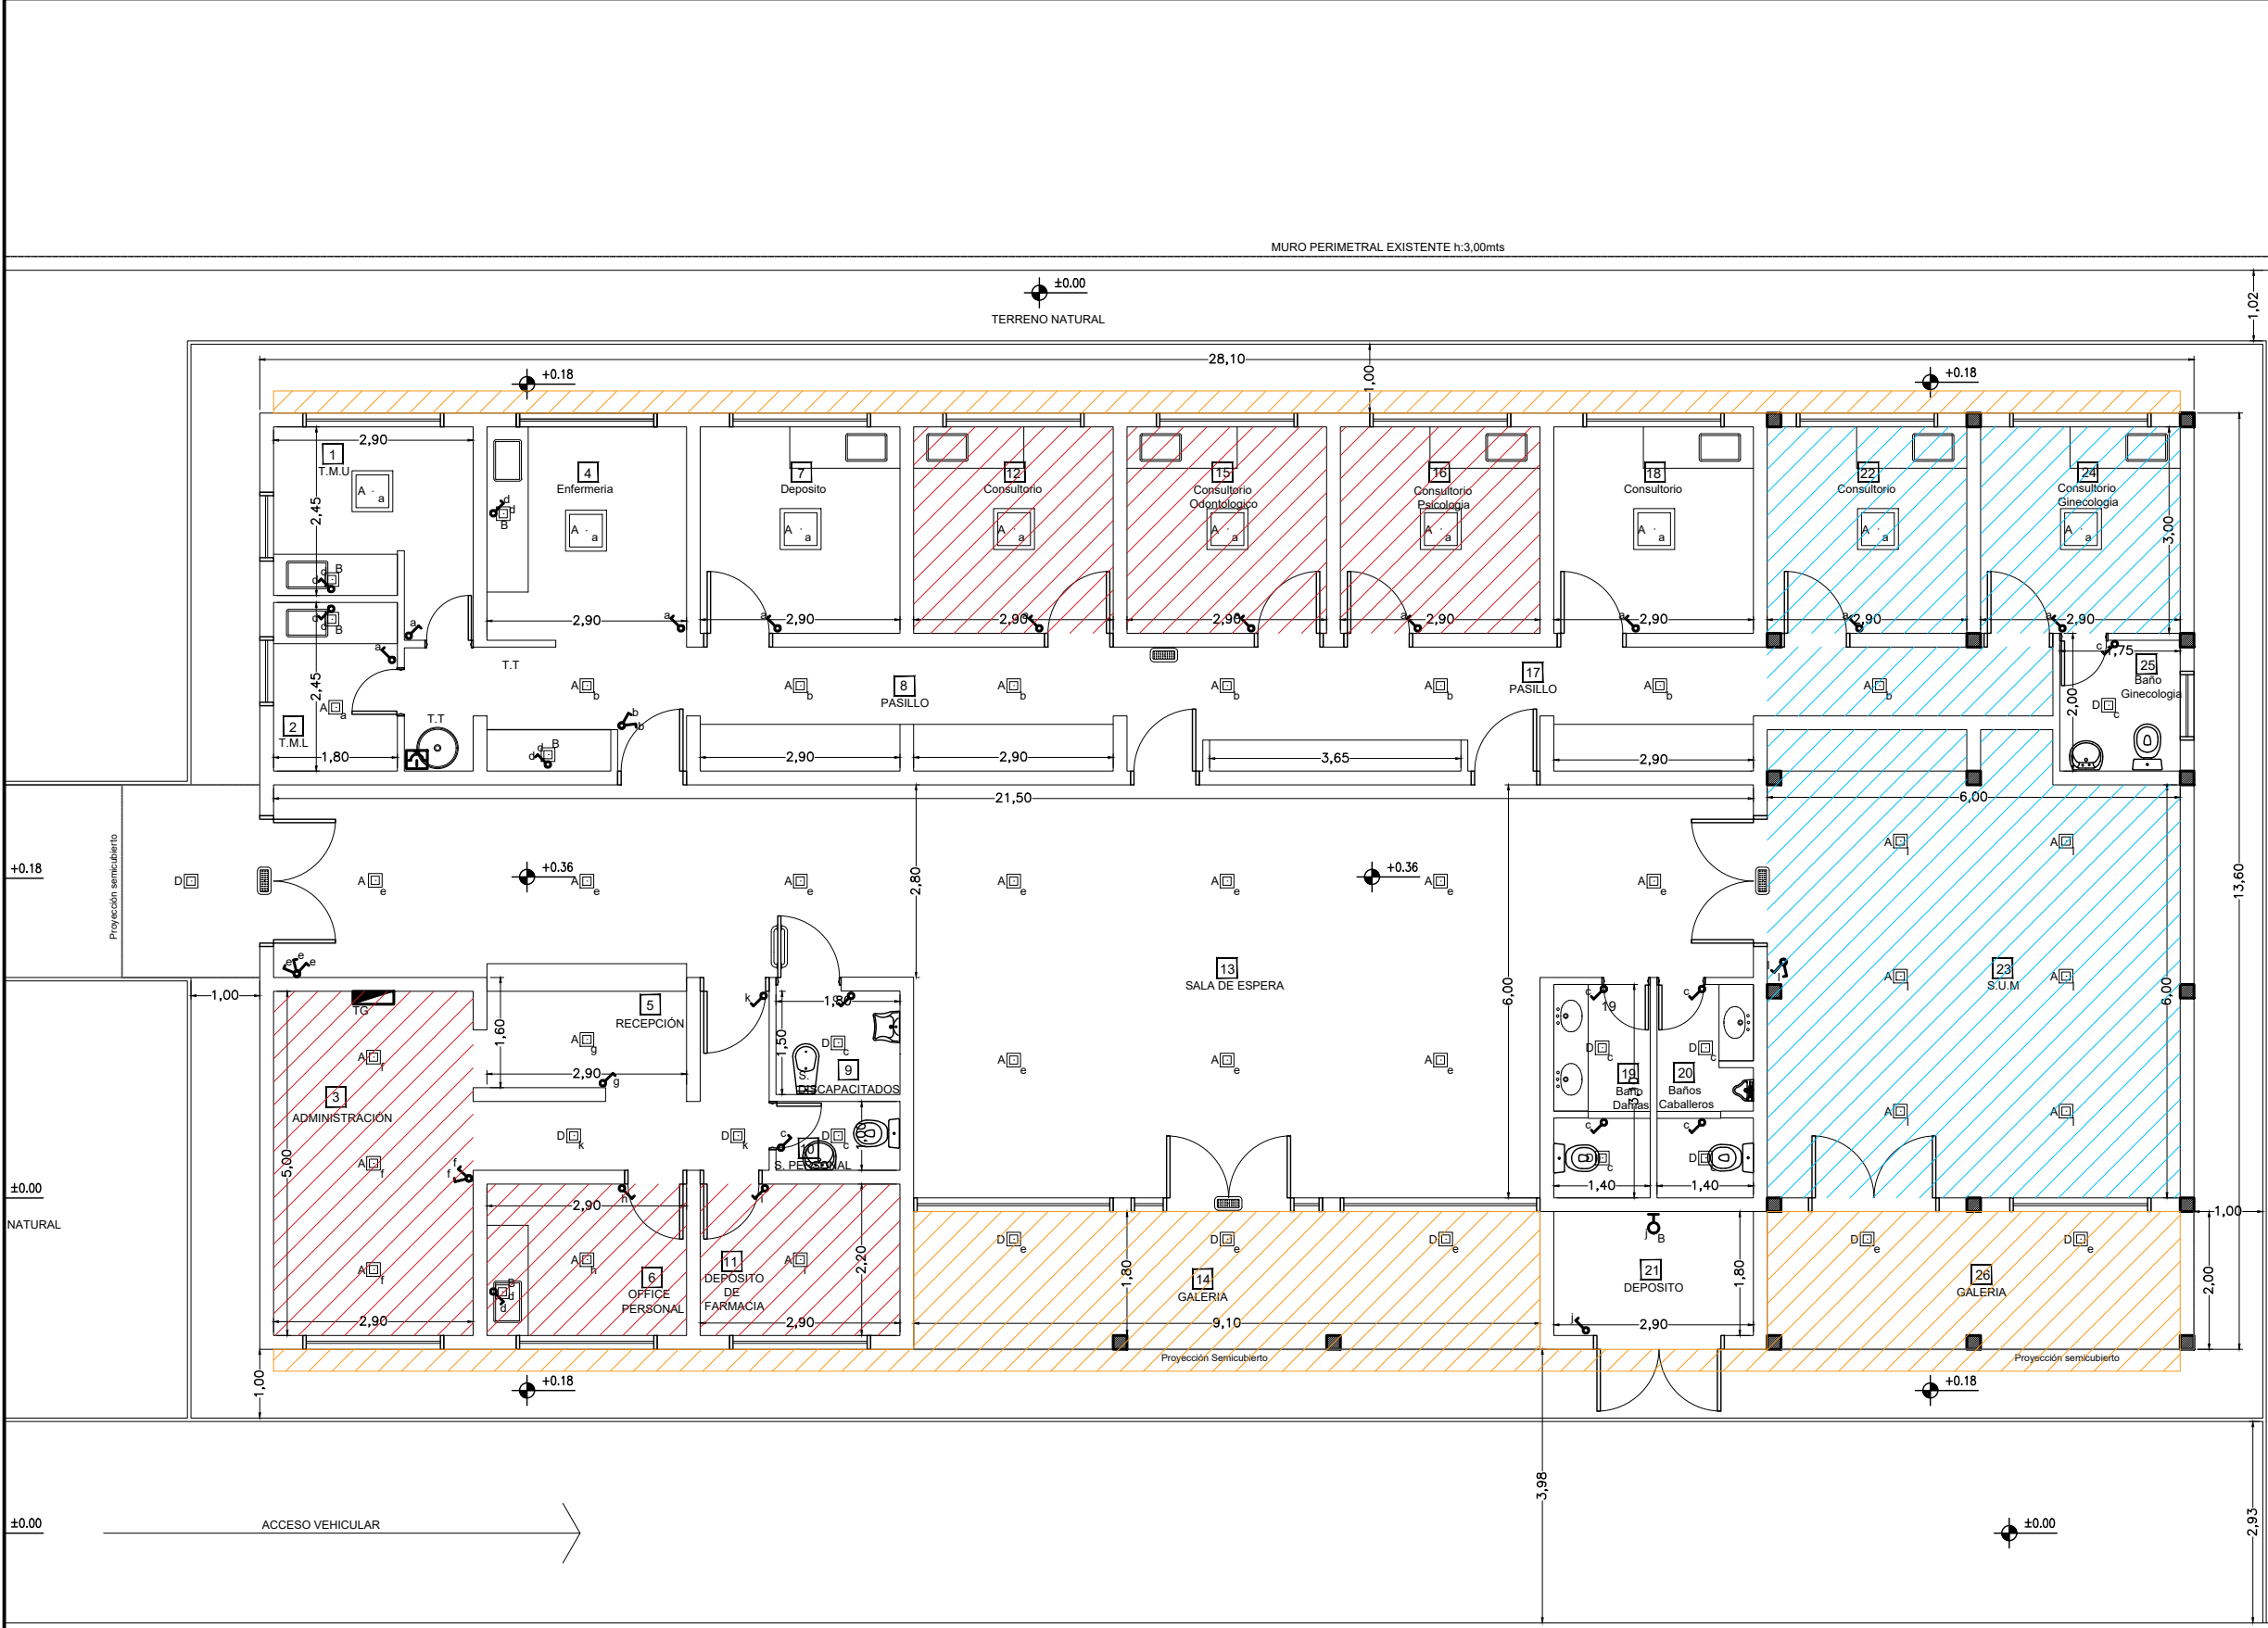 MURO PERIMETRAL EXISTENTE h:3,00mts
±0.00
TERRENO NATURAL
1,02
28,10
+0.18
1,00
+0.18
2,90
1
T.M.U
A a
2,45
4
Enfermeria
A a
7
Deposito
A a
12
Consultorio
A a
15
Consultorio
Odontologico
A a
16
Consultorio
Psicologia
A a
18
Consultorio
A a
22
Consultorio
A a
24
Consultorio
Ginecologia
A a
3,00
d
d
B
d B
d
d
d B
a
2,90
a
a
2,90
2,90
a
2,90
a
a
2,90
a
2,90
a
2,90
a
2,90
a
T.T
2,45
A a
2
T.M.L
1,80
T.T
A b
A b
8
PASILLO
A b
A b
A b
17
PASILLO
A b
A b
c
1,75
25
Baño
Ginecologia
D c
2,00
b
b
d B
d
2,90
2,90
3,65
2,90
21,50
6,00
Proyección semicubierto
+0.18
D
A e
+0.36
A e
A e
2,80
A e
A e
+0.36
A e
A e
A l
A l
13,60
e
e
e
1,00
TG
1,60
5
RECEPCIÓN
A g
2,90
g
k
1,80
1,50
D c
9
S.
DISCAPACITADOS
13
SALA DE ESPERA
6,00
A e
A e
A e
c
19
c
D c
D c
19
Baño
Damas
20
Baños
Caballeros
l
l
A l
23
S.U.M
A l
6,00
A l
A l
A f
3
ADMINISTRACIÓN
A f
5,00
f
f
A f
2,90
D k
D k
c
D c
10
S. PERSONAL
c
c
D c
D c
1,40
1,40
±0.00
NATURAL
h
2,90
A h
6
OFFICE
PERSONAL
B
d
d
i
11
DEPOSITO
DE
FARMACIA
A i
2,20
2,90
D e
D e
D e
1,80
14
GALERIA
9,10
Proyección Semicubierto
j
B
21
DEPOSITO
1,80
j
2,90
D e
D e
26
GALERIA
Proyección semicubierto
1,00
2,00
1,00
+0.18
+0.18
3,98
±0.00
ACCESO VEHICULAR
±0.00
2,93